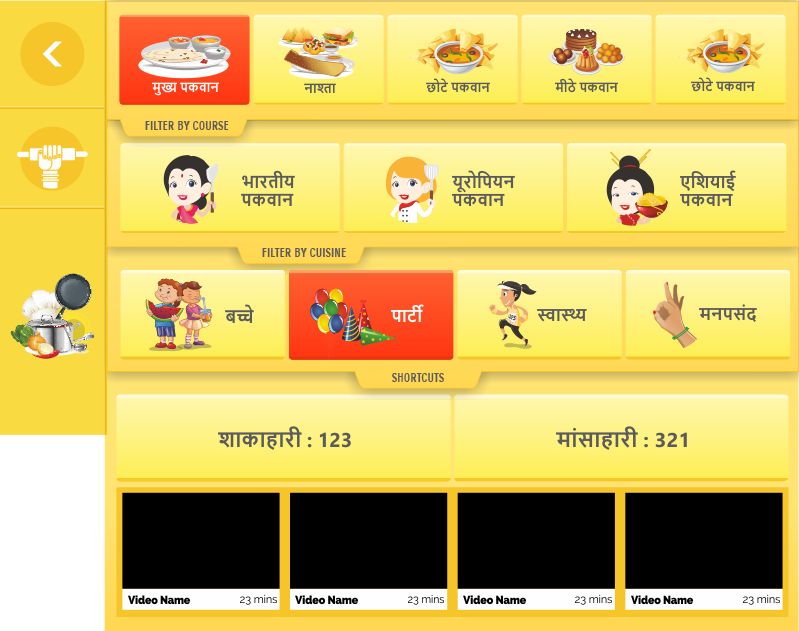 मुख्य पकवान
नाश्ता
छोटे पकवान
मीठे पकवान
छोटे पकवान
FILTER BY COURSE
भारतीय
पकवान
यूरोपियन
पकवान
एशियाई
पकवान
FILTER BY CUISINE
बच्चे
पार्टी
स्वास्थ्य
मनपसंद
SHORTCUTS
शाकाहारी : 123
मांसाहारी : 321
Video Name 23 mins
Video Name 23 mins
Video Name 23 mins
Video Name 23 mins